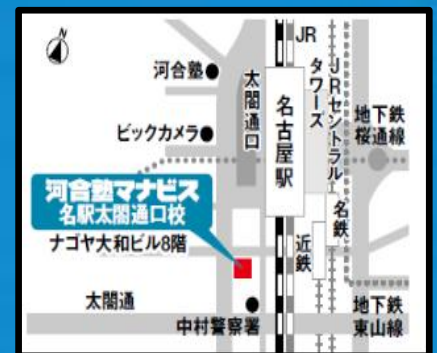 N
JR
タワーズ
JRセントラル
河合塾
太閤通口
名古屋駅
地下鉄
桜通線
ビックカメラ
河合塾マナビス
名駅太閤通口校
ナゴヤ大和ビル8階
名鉄
近鉄
太閤通
中村警察署
地下鉄
東山線